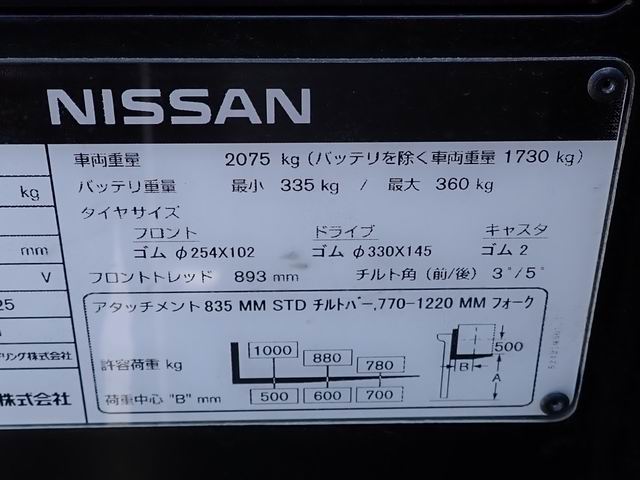 NISSAN
車両重量 2075 kg (バッテリを除く車両重量 1730 kg)
kg
バッテリ重量 最小 335 kg / 最大 360 kg
タイヤサイズ
フロント ドライブ キャスタ
mm
ゴム φ254X102 ゴム φ330X145 ゴム 2
V
フロントトレッド 893 mm チルト角 (前/後) 3°/5°
25
アタッチメント 835 MM STD チルトバー,770-1220 MM フォーク
リング株式会社
株式会社
許容荷重 kg 1000 880 780
荷重中心 "B" mm 500 600 700
500
B
A